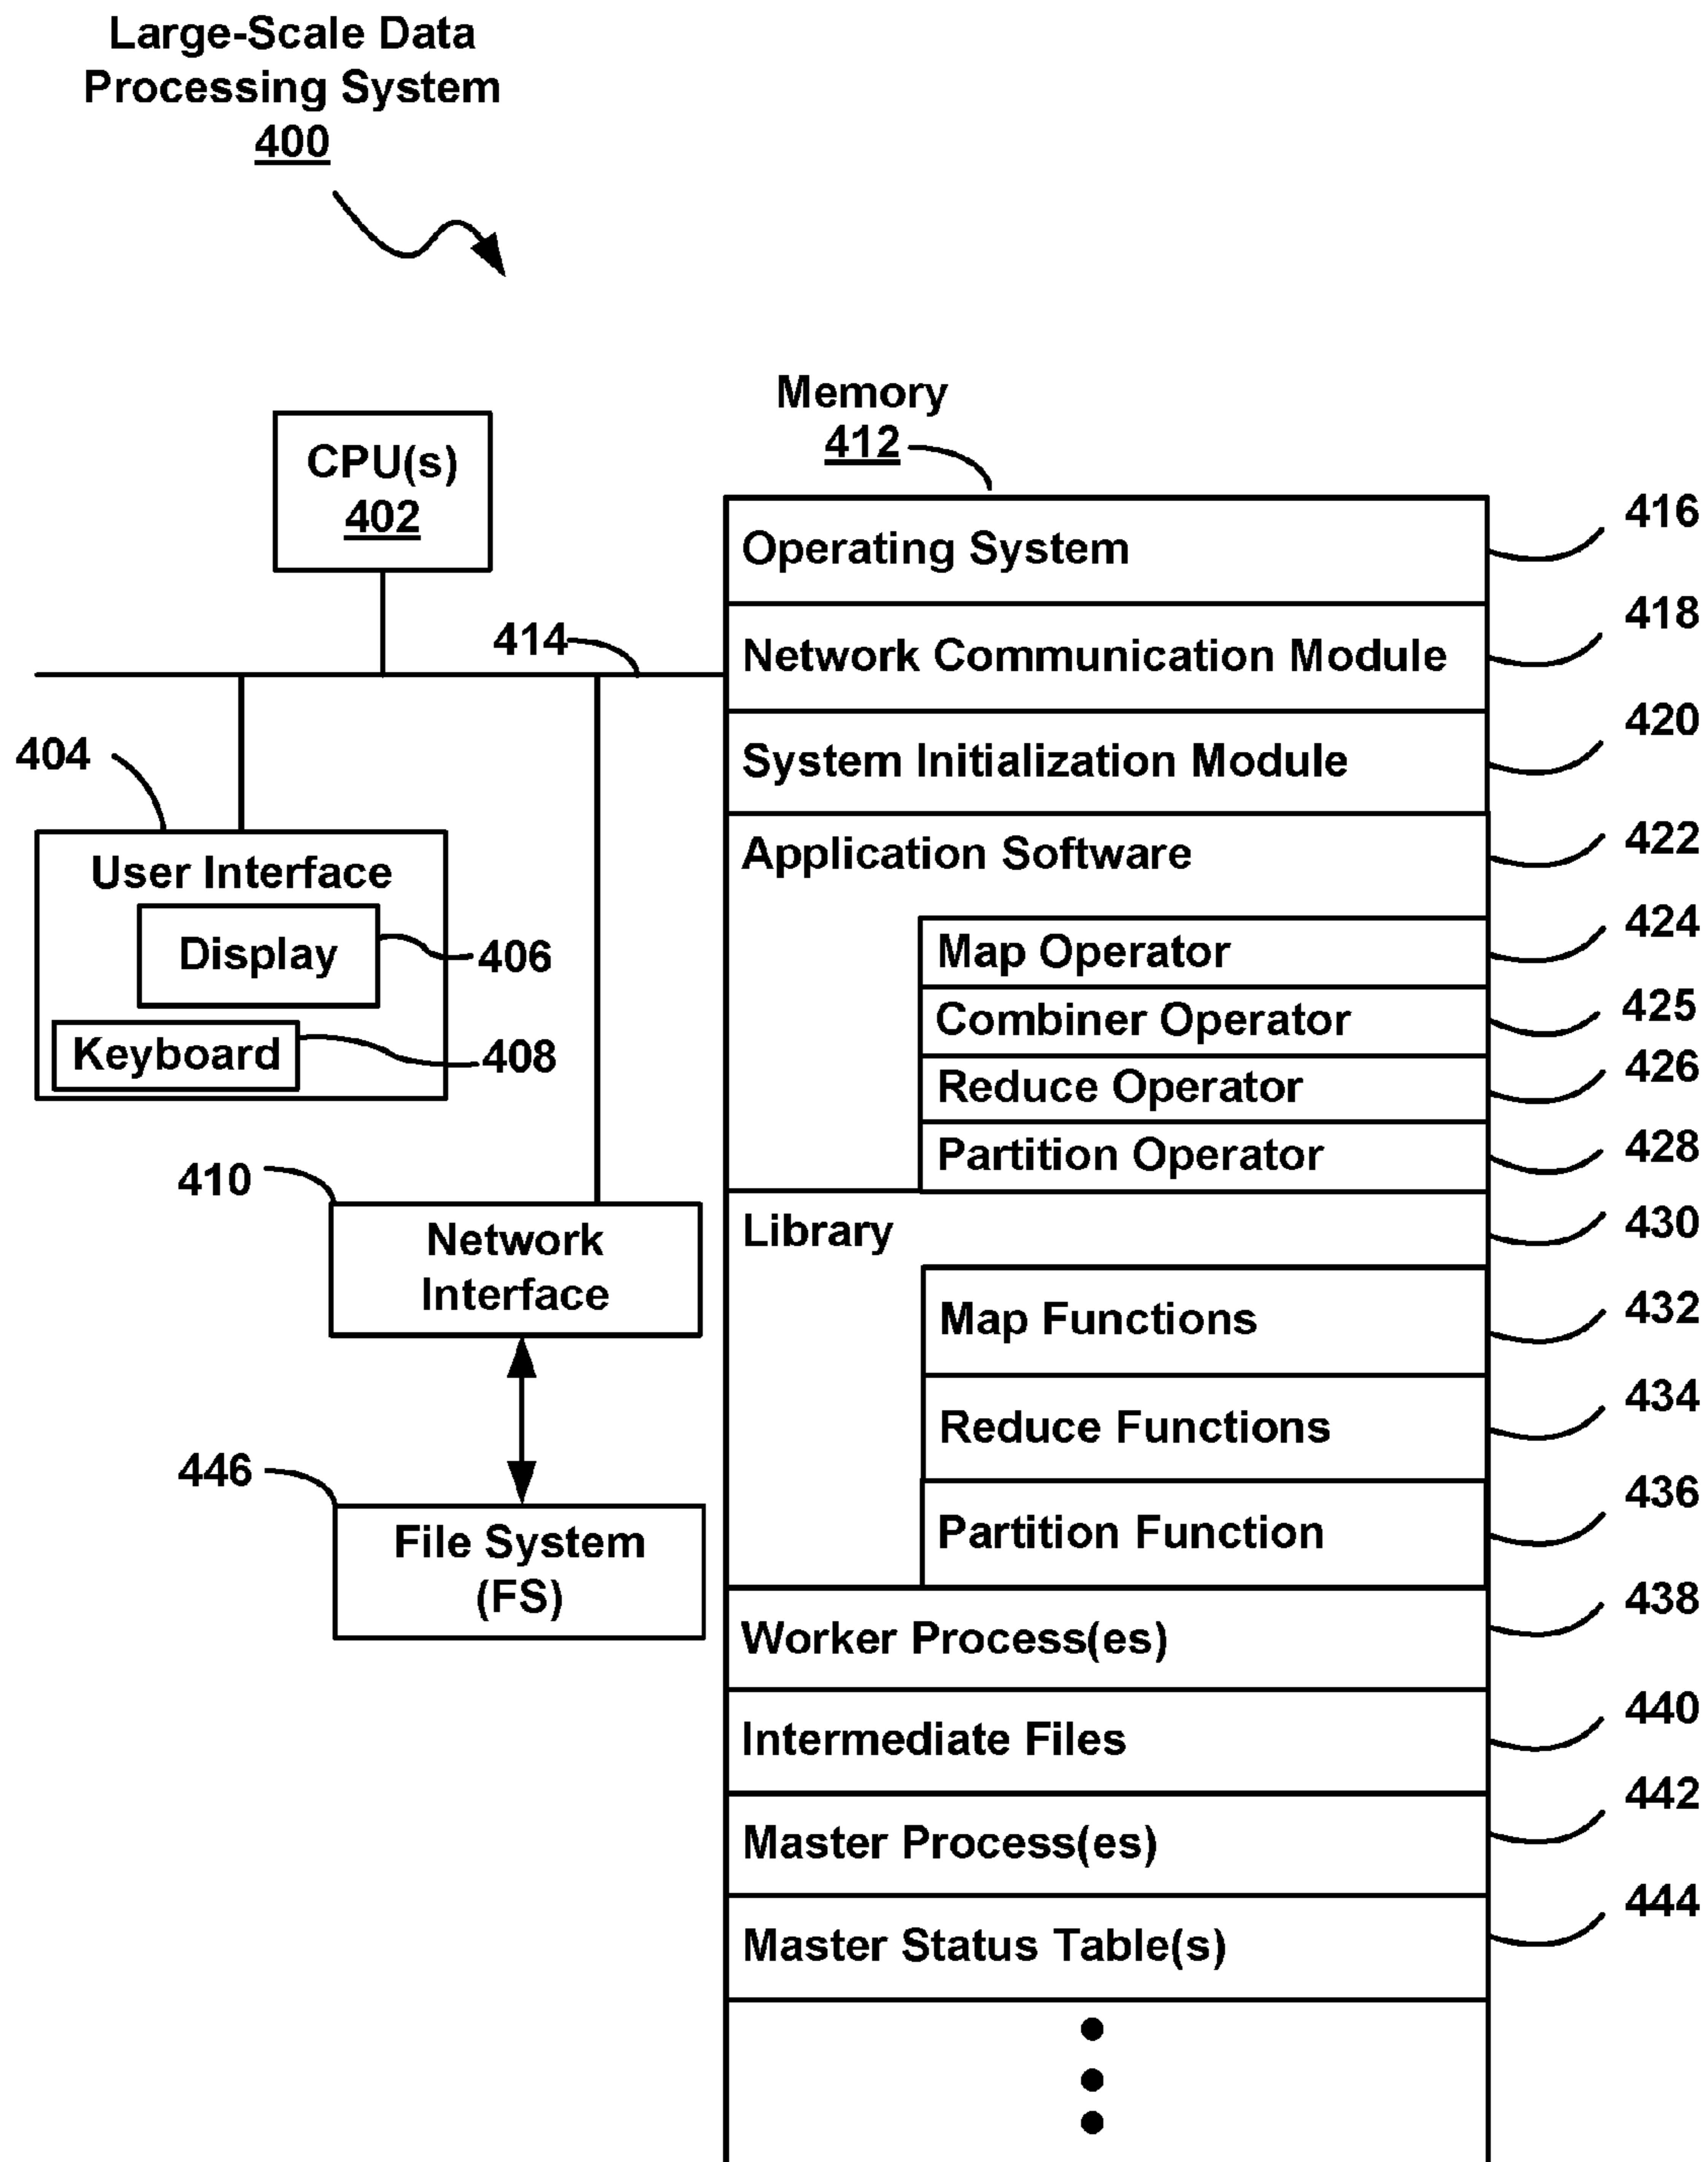 Large-Scale Data
Processing System
400
CPU(s)
402
414
404
User Interface
Display
406
Keyboard
408
410
Network
Interface
446
File System
(FS)
Memory
412
Operating System
416
Network Communication Module
418
System Initialization Module
420
Application Software
422
Map Operator
424
Combiner Operator
425
Reduce Operator
426
Partition Operator
428
Library
430
Map Functions
432
Reduce Functions
434
Partition Function
436
Worker Process(es)
438
Intermediate Files
440
Master Process(es)
442
Master Status Table(s)
444